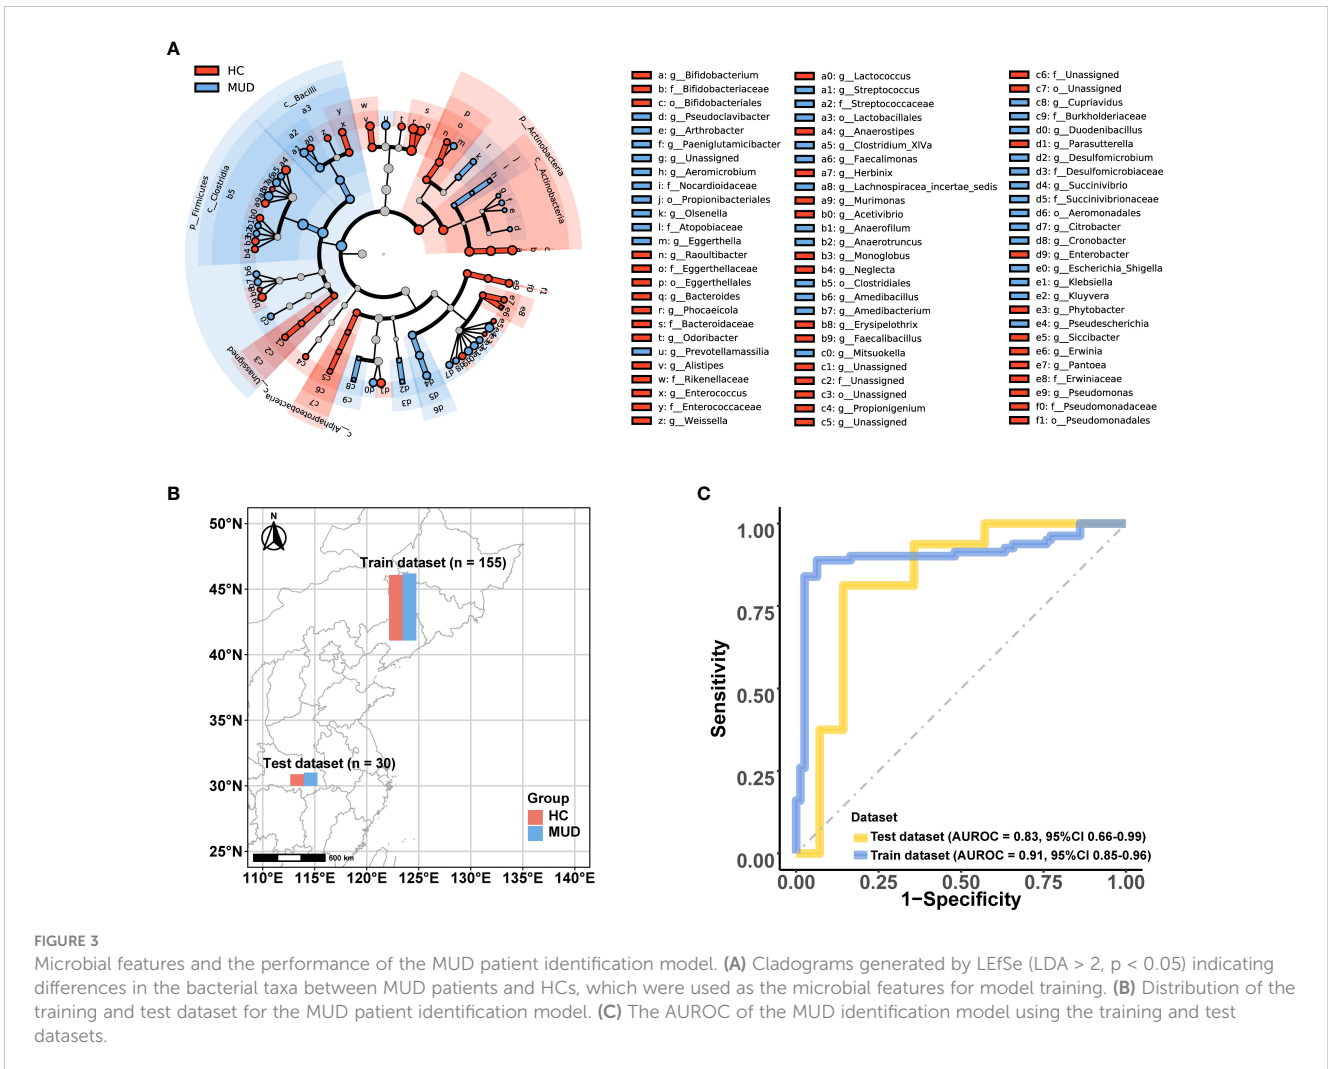 A
HC
MUD
c__Bacilli
p__Firmicutes
c__Clostridia
p__Actinobacteria
c__Actinobacteria
c__Unassigned
c__Alphaproteobacteria
a: g__Bifidobacterium
b: f__Bifidobacteriaceae
c: o__Bifidobacteriales
d: g__Pseudoclavibacter
e: g__Arthrobacter
f: g__Paeniglutamicibacter
g: g__Unassigned
h: g__Aeromicrobium
i: f__Nocardioidaceae
j: o__Propionibacteriales
k: g__Olsenella
l: f__Atopobiaceae
m: g__Eggerthella
n: g__Raoultibacter
o: f__Eggerthellaceae
p: o__Eggerthellales
q: g__Bacteroides
r: g__Phocaeicola
s: f__Bacteroidaceae
t: g__Odoribacter
u: g__Prevotellamassilia
v: g__Alistipes
w: f__Rikenellaceae
x: g__Enterococcus
y: f__Enterococcaceae
z: g__Weissella
a0: g__Lactococcus
a1: g__Streptococcus
a2: f__Streptococcaceae
a3: o__Lactobacillales
a4: g__Anaerostipes
a5: g__Clostridium_XlVa
a6: g__Faecalimonas
a7: g__Herbinix
a8: g__Lachnospiracea_incertae_sedis
a9: g__Murimonas
b0: g__Acetivibrio
b1: g__Anaerofilum
b2: g__Anaerotruncus
b3: g__Monoglobus
b4: g__Neglecta
b5: o__Clostridiales
b6: g__Amedibacillus
b7: g__Amedibacterium
b8: g__Erysipelothrix
b9: g__Faecalibacillus
c0: g__Mitsuokella
c1: g__Unassigned
c2: f__Unassigned
c3: o__Unassigned
c4: g__Propionigenium
c5: g__Unassigned
c6: f__Unassigned
c7: o__Unassigned
c8: g__Cupriavidus
c9: f__Burkholderiaceae
d0: g__Duodenibacillus
d1: g__Parasutterella
d2: g__Desulfomicrobium
d3: f__Desulfomicrobiaceae
d4: g__Succinivibrio
d5: f__Succinivibrionaceae
d6: o__Aeromonadales
d7: g__Citrobacter
d8: g__Cronobacter
d9: g__Enterobacter
e0: g__Escherichia_Shigella
e1: g__Klebsiella
e2: g__Kluyvera
e3: g__Phytobacter
e4: g__Pseudescherichia
e5: g__Siccibacter
e6: g__Erwinia
e7: g__Pantoea
e8: f__Erwiniaceae
e9: g__Pseudomonas
f0: f__Pseudomonadaceae
f1: o__Pseudomonadales
B
N
50°N
45°N
40°N
35°N
30°N
25°N
Train dataset (n = 155)
Test dataset (n = 30)
Group
HC
MUD
600 km
110°E 115°E 120°E 125°E 130°E 135°E 140°E
C
Sensitivity
1.00
0.75
0.50
0.25
0.00
Dataset
Test dataset (AUROC = 0.83, 95%CI 0.66-0.99)
Train dataset (AUROC = 0.91, 95%CI 0.85-0.96)
0.00 0.25 0.50 0.75 1.00
1−Specificity
FIGURE 3
Microbial features and the performance of the MUD patient identification model. (A) Cladograms generated by LEfSe (LDA > 2, p < 0.05) indicating
differences in the bacterial taxa between MUD patients and HCs, which were used as the microbial features for model training. (B) Distribution of the
training and test dataset for the MUD patient identification model. (C) The AUROC of the MUD identification model using the training and test
datasets.